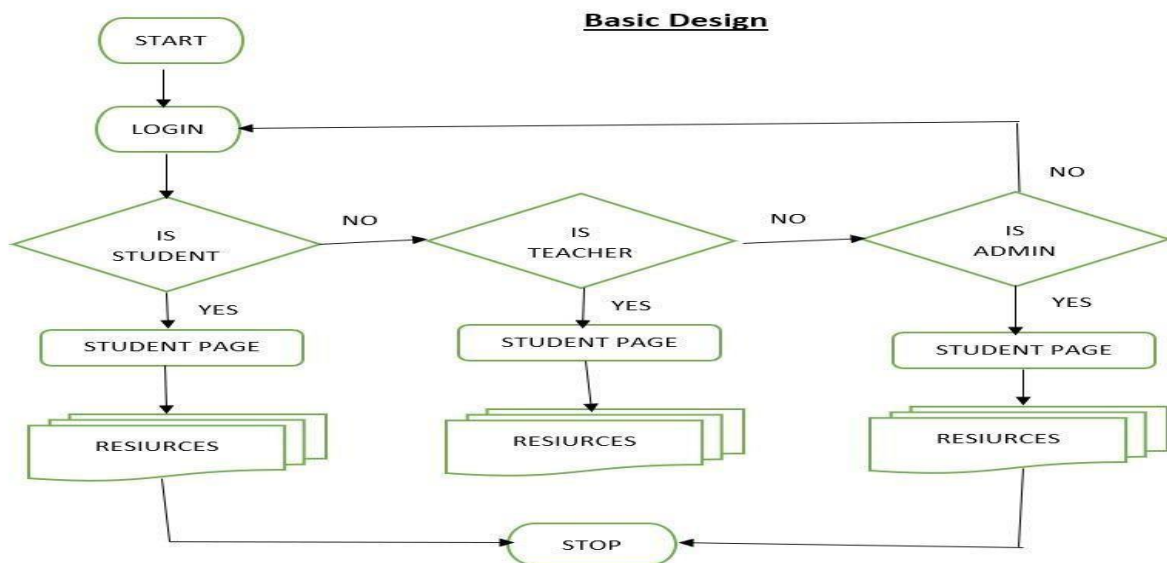 Basic Design
START
LOGIN
NO
IS
STUDENT
NO
IS
TEACHER
NO
IS
ADMIN
YES
YES
YES
STUDENT PAGE
STUDENT PAGE
STUDENT PAGE
RESIURCES
RESIURCES
RESIURCES
STOP